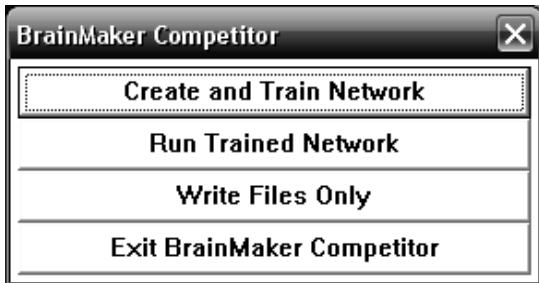 BrainMaker Competitor
Create and Train Network
Run Trained Network
Write Files Only
Exit BrainMaker Competitor